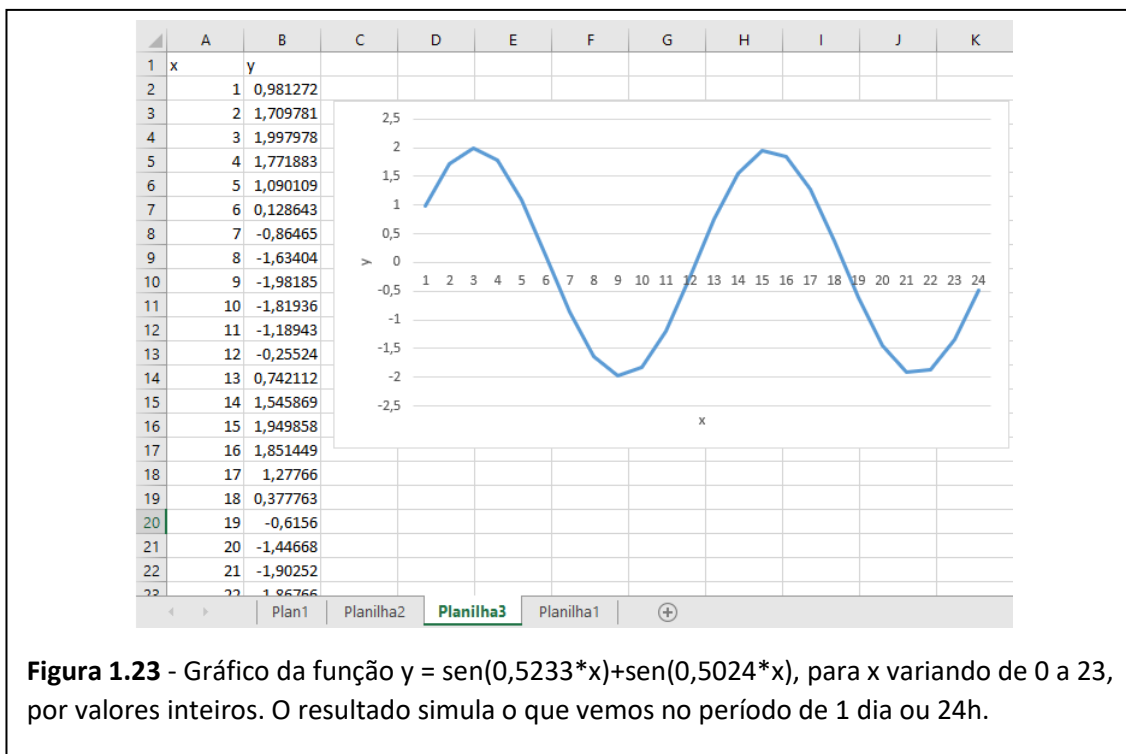 A B C D E F G H I J K
1 x y
2 1 0,981272
3 2 1,709781
4 3 1,997978
5 4 1,771883
6 5 1,090109
7 6 0,128643
8 7 -0,86465
9 8 -1,63404
10 9 -1,98185
11 10 -1,81936
12 11 -1,18943
13 12 -0,25524
14 13 0,742112
15 14 1,545869
16 15 1,949858
17 16 1,851449
18 17 1,27766
19 18 0,377763
20 19 -0,6156
21 20 -1,44668
22 21 -1,90252
23 22 -1,86766
2,5
2
1,5
1
0,5
0
-0,5
-1
-1,5
-2
-2,5
y
1 2 3 4 5 6 7 8 9 10 11 12 13 14 15 16 17 18 19 20 21 22 23 24
x
Plan1 Planilha2 Planilha3 Planilha1
Figura 1.23 - Gráfico da função y = sen(0,5233*x)+sen(0,5024*x), para x variando de 0 a 23,
por valores inteiros. O resultado simula o que vemos no período de 1 dia ou 24h.